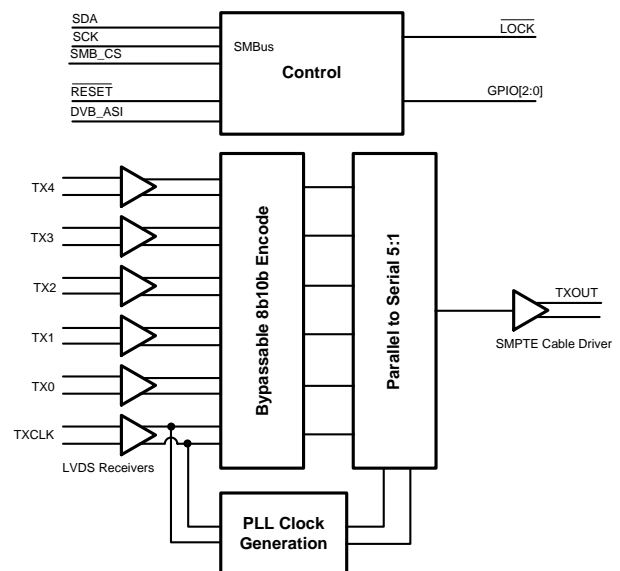 SDA
SCK
SMB_CS
SMBus
Control
RESET
DVB_ASI
LOCK
GPIO[2:0]
TX4
TX3
TX2
TX1
TX0
TXCLK
LVDS Receivers
Bypassable 8b10b Encode
Parallel to Serial 5:1
TXOUT
SMPTE Cable Driver
PLL Clock
Generation